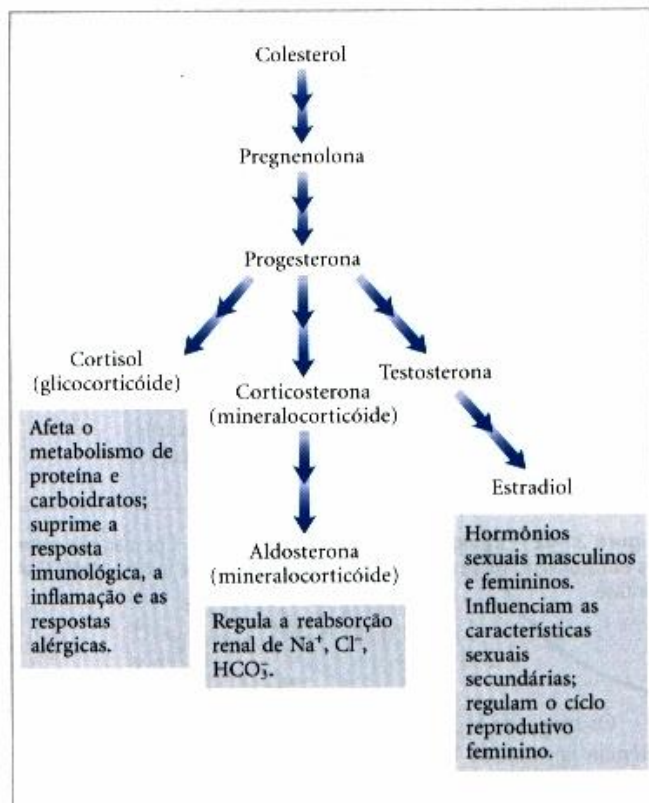 Colesterol
Pregnenolona
Progesterona
Cortisol
(glicocorticóide)
Afeta o
metabolismo de
proteína e
carboidratos;
suprime a
resposta
imunológica, a
inflamação e as
respostas
alérgicas.
Corticosterona
(mineralocorticóide)
Aldosterona
(mineralocorticóide)
Regula a reabsorção
renal de Na⁺, Cl⁻,
HCO₃⁻.
Testosterona
Estradiol
Hormônios
sexuais masculinos
e femininos.
Influenciam as
características
sexuais
secundárias;
regulam o cíclo
reprodutivo
feminino.